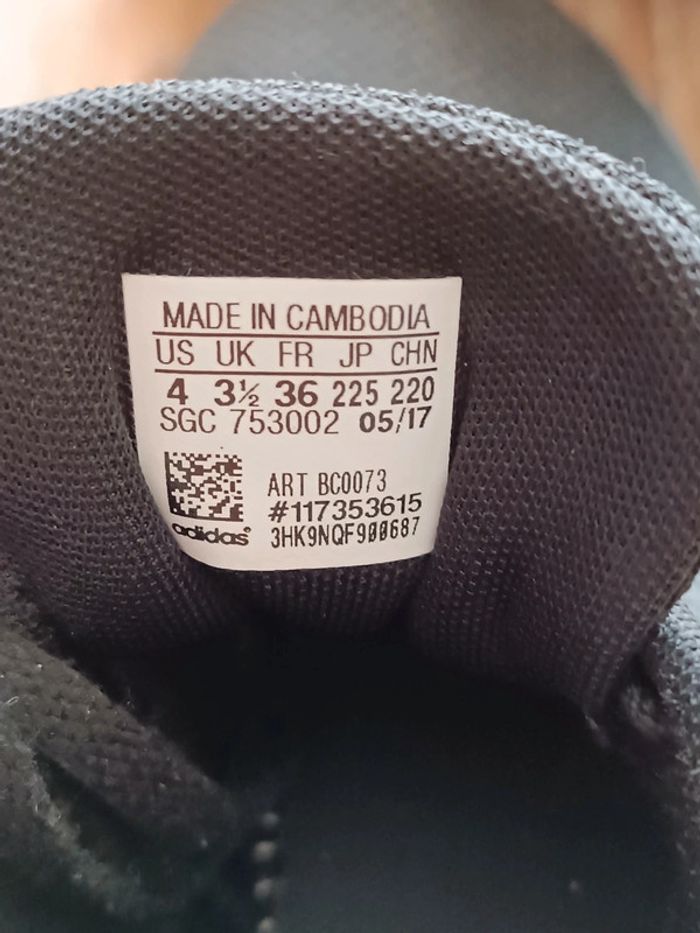 MADE IN CAMBODIA
US UK FR JP CHN
4 3½ 36 225 220
SGC 753002 05/17
ART BC0073
#117353615
adidas® 3HK9NQF900687